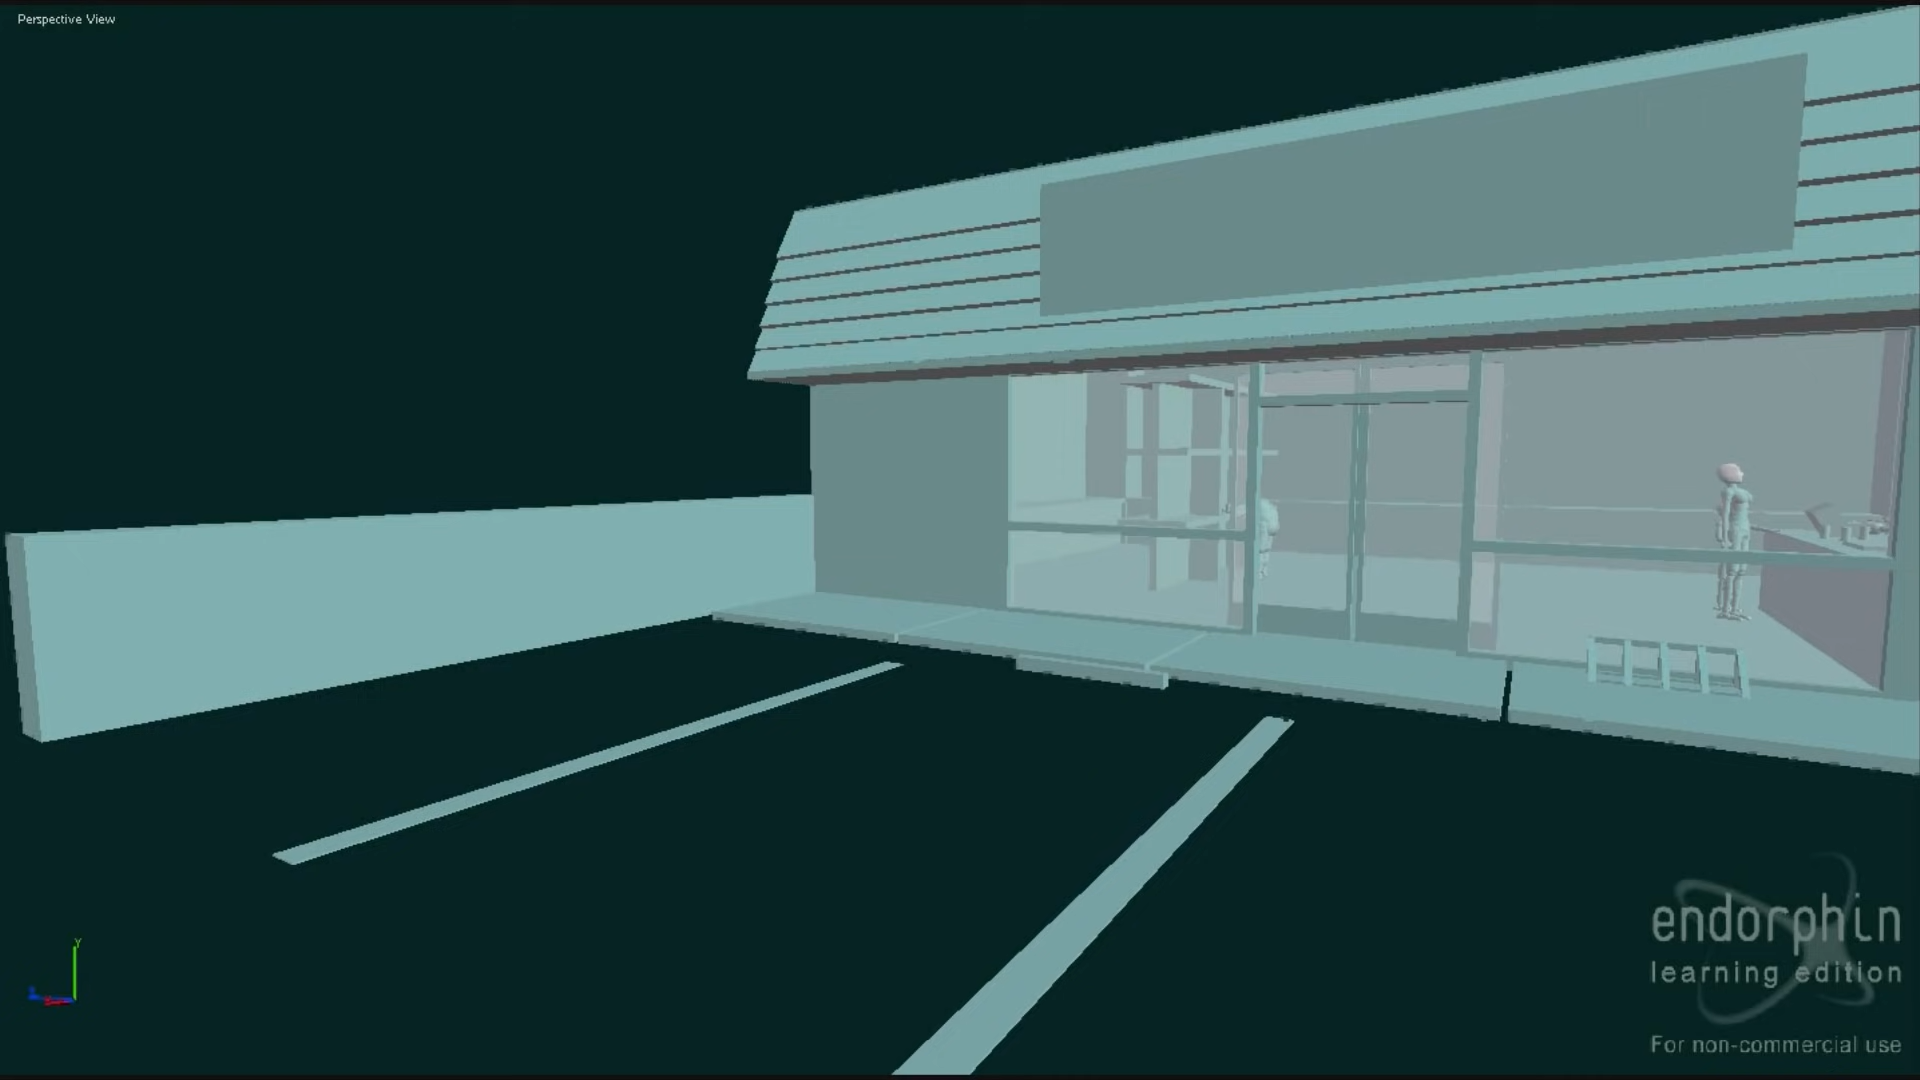 Perspective View
Y
endorphin
learning edition
For non-commercial use